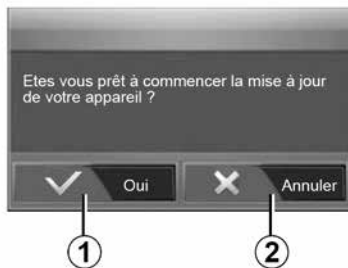 Etes vous prêt à commencer la mise à jour
de votre appareil ?
Oui
Annuler
1
2